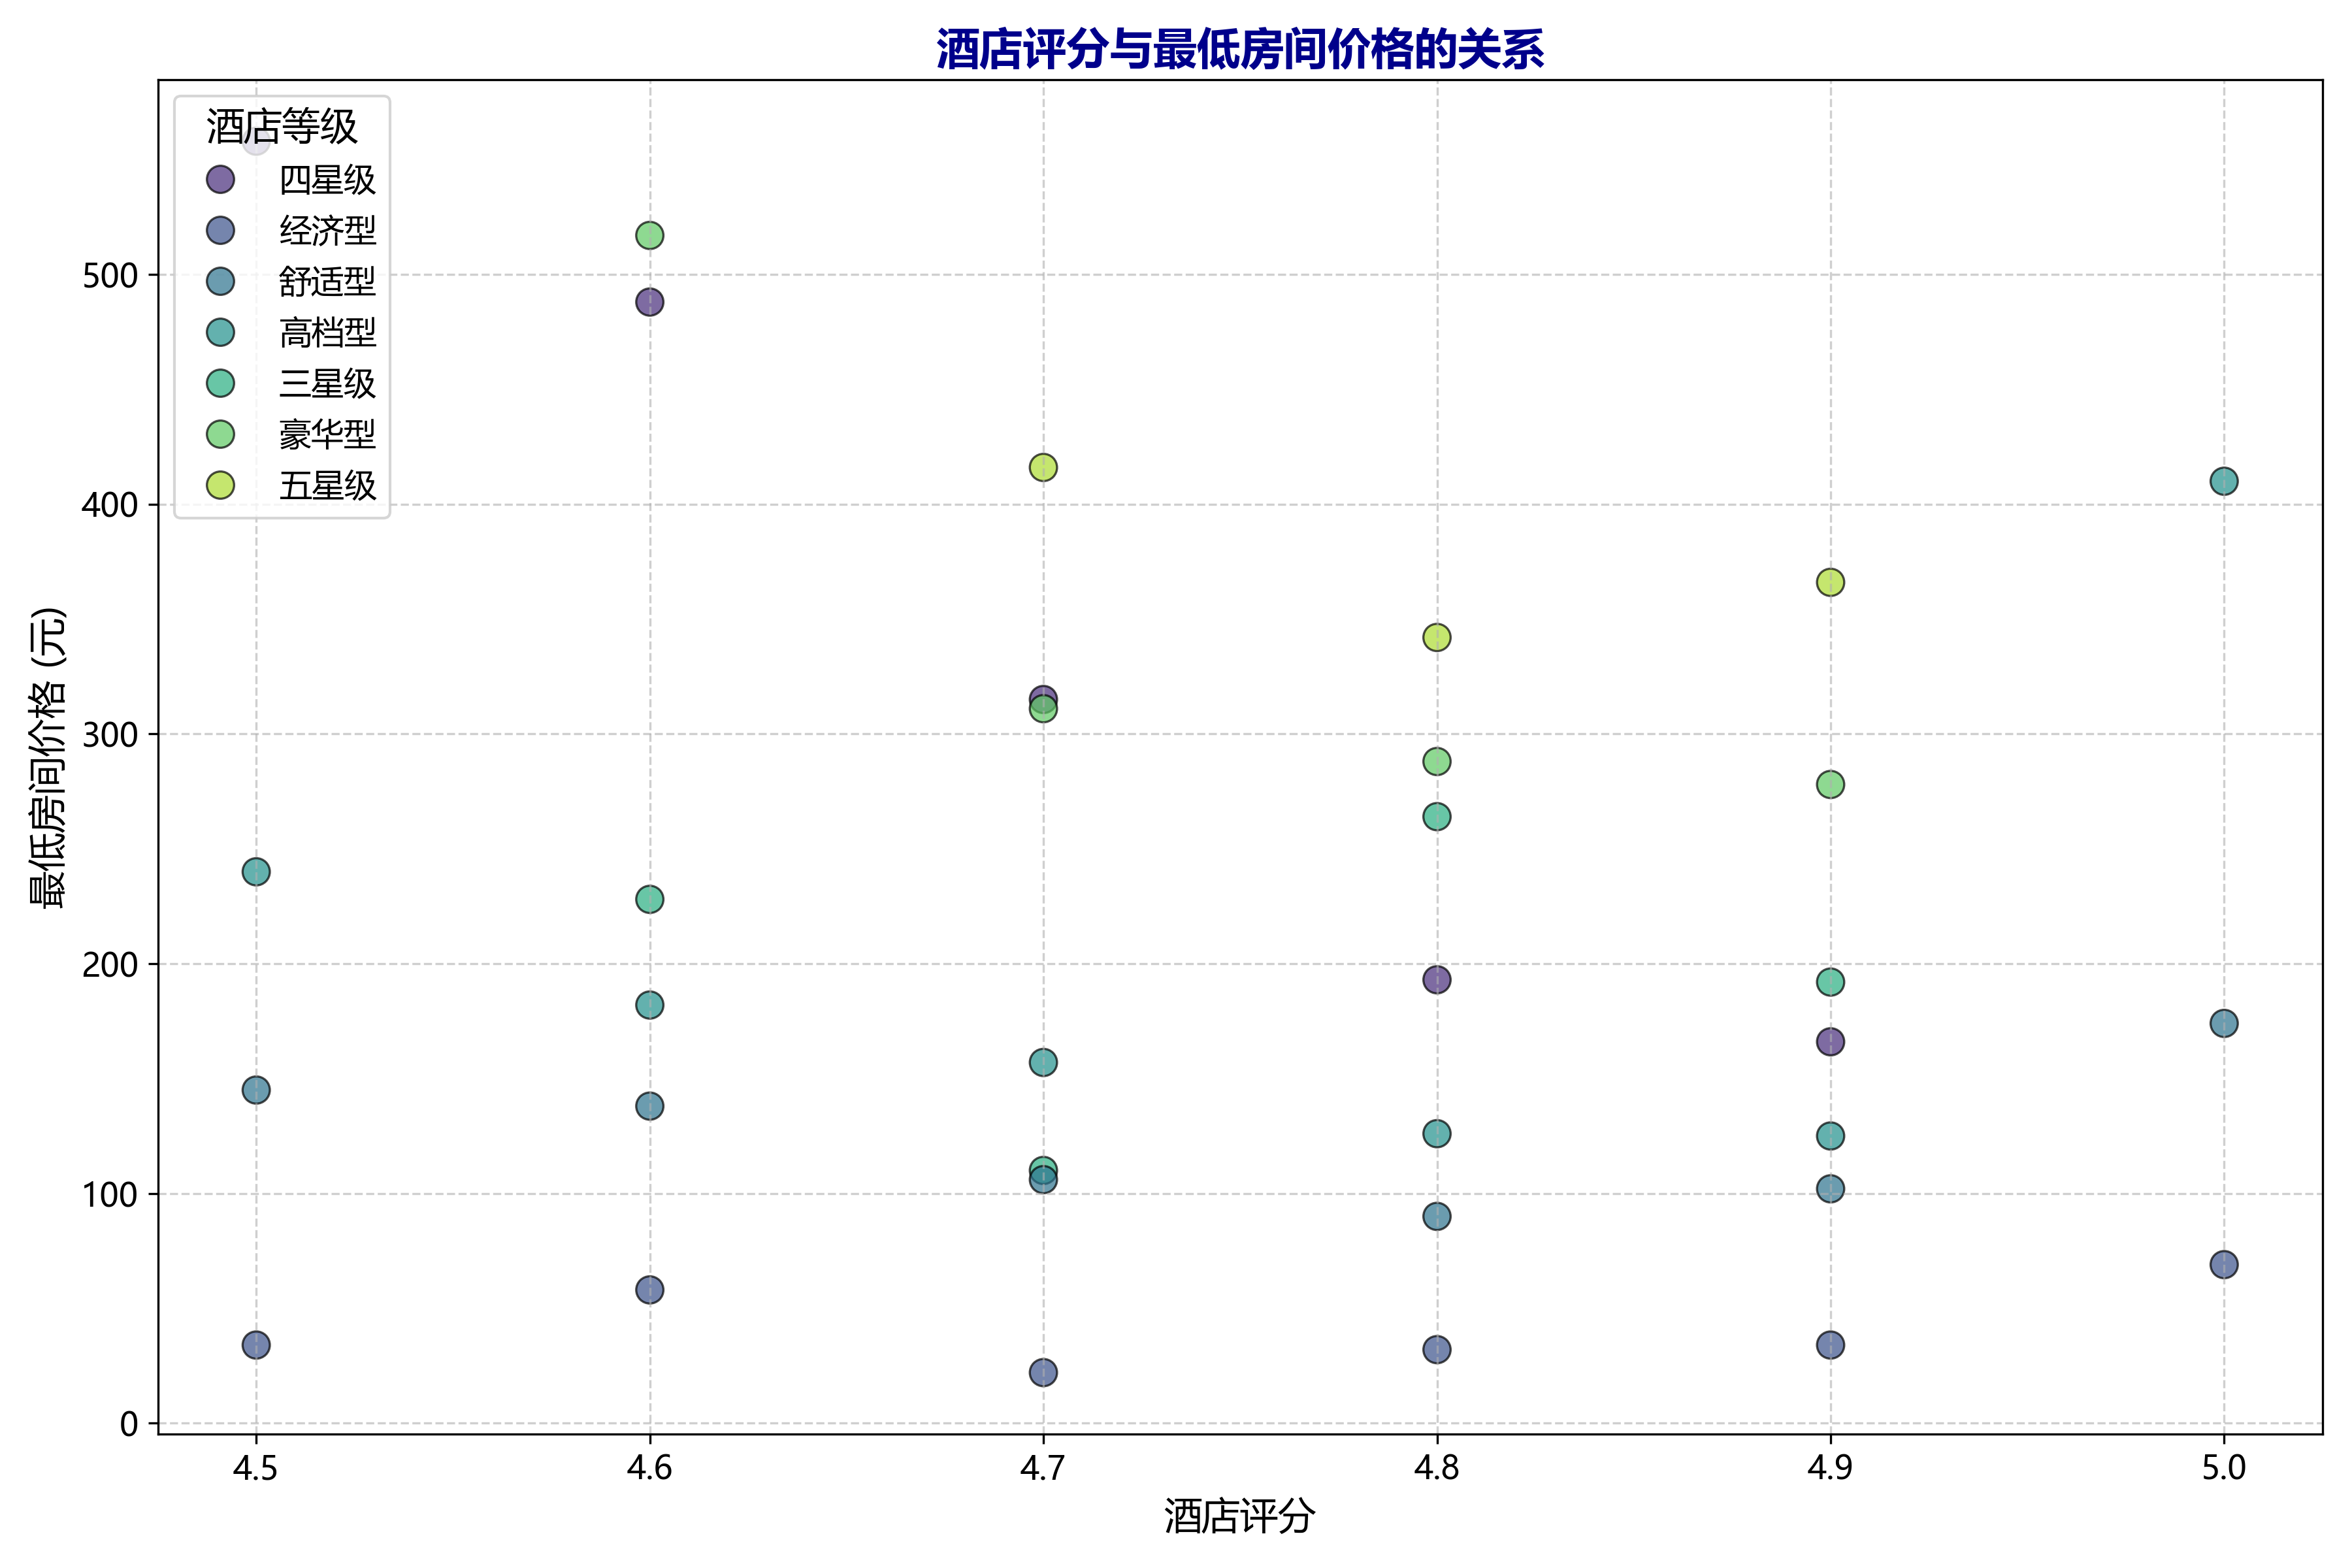 酒店评分与最低房间价格的关系
酒店等级
四星级
经济型
舒适型
高档型
三星级
豪华型
五星级
最低房间价格 (元)
500
400
300
200
100
0
4.5
4.6
4.7
4.8
4.9
5.0
酒店评分